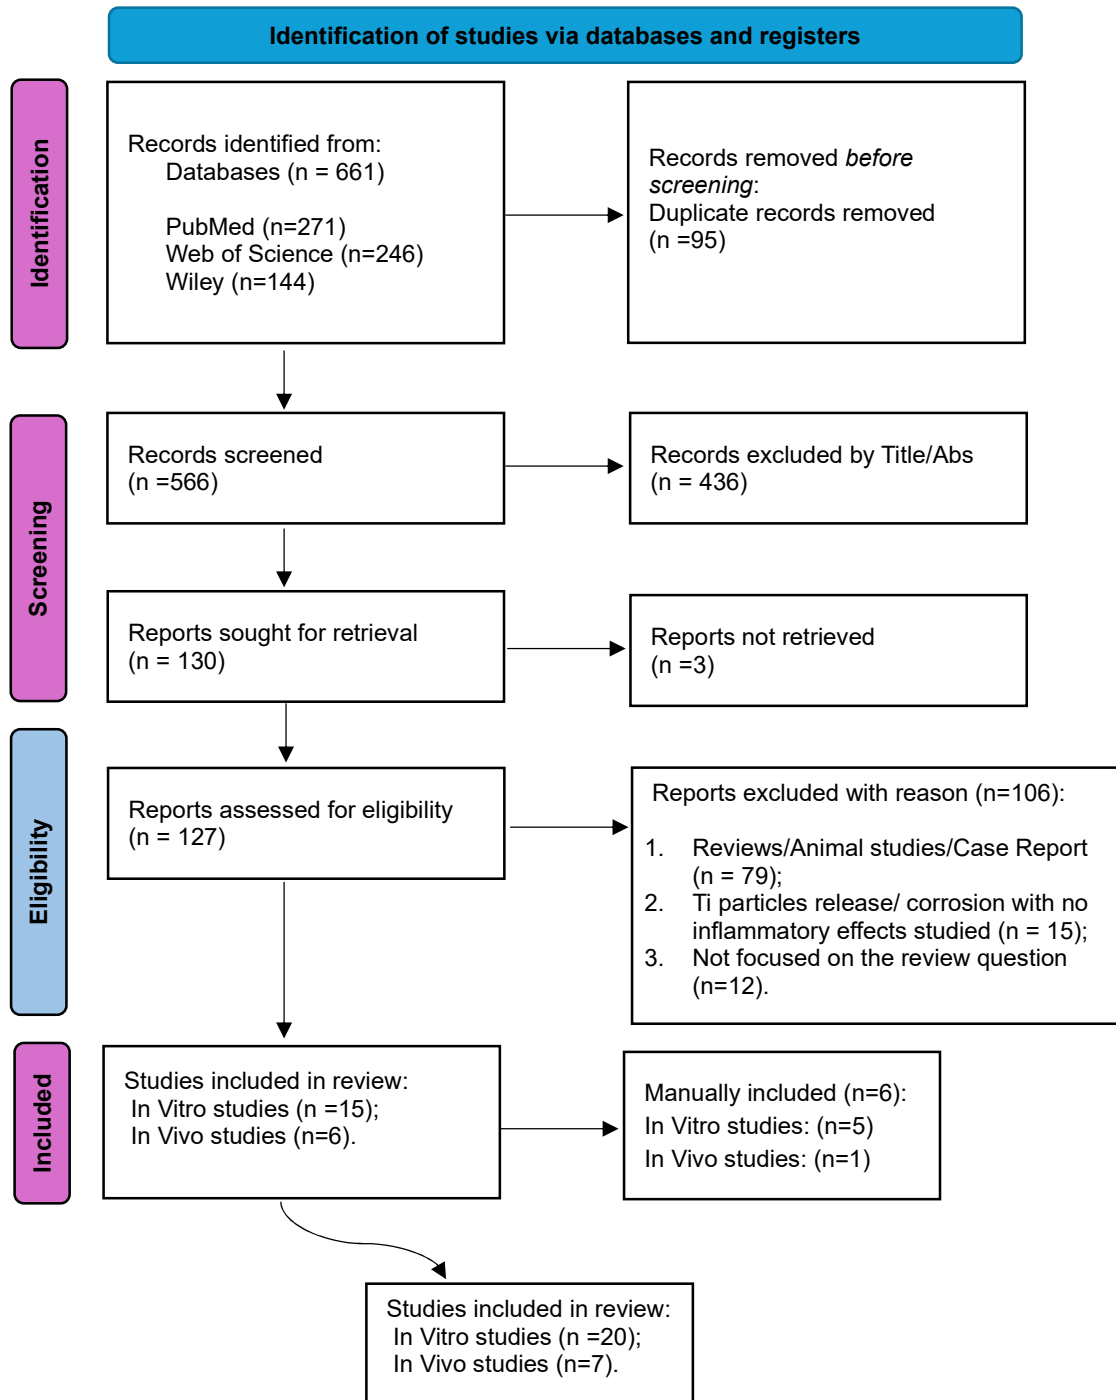 Identification of studies via databases and registers
Identification
Records identified from:
Databases (n = 661)
PubMed (n=271)
Web of Science (n=246)
Wiley (n=144)
Records removed before
screening:
Duplicate records removed
(n =95)
Screening
Records screened
(n =566)
Records excluded by Title/Abs
(n = 436)
Reports sought for retrieval
(n = 130)
Reports not retrieved
(n =3)
Eligibility
Reports assessed for eligibility
(n = 127)
Reports excluded with reason (n=106):
1. Reviews/Animal studies/Case Report
(n = 79);
2. Ti particles release/ corrosion with no
inflammatory effects studied (n = 15);
3. Not focused on the review question
(n=12).
Included
Studies included in review:
In Vitro studies (n =15);
In Vivo studies (n=6).
Manually included (n=6):
In Vitro studies: (n=5)
In Vivo studies: (n=1)
Studies included in review:
In Vitro studies (n =20);
In Vivo studies (n=7).